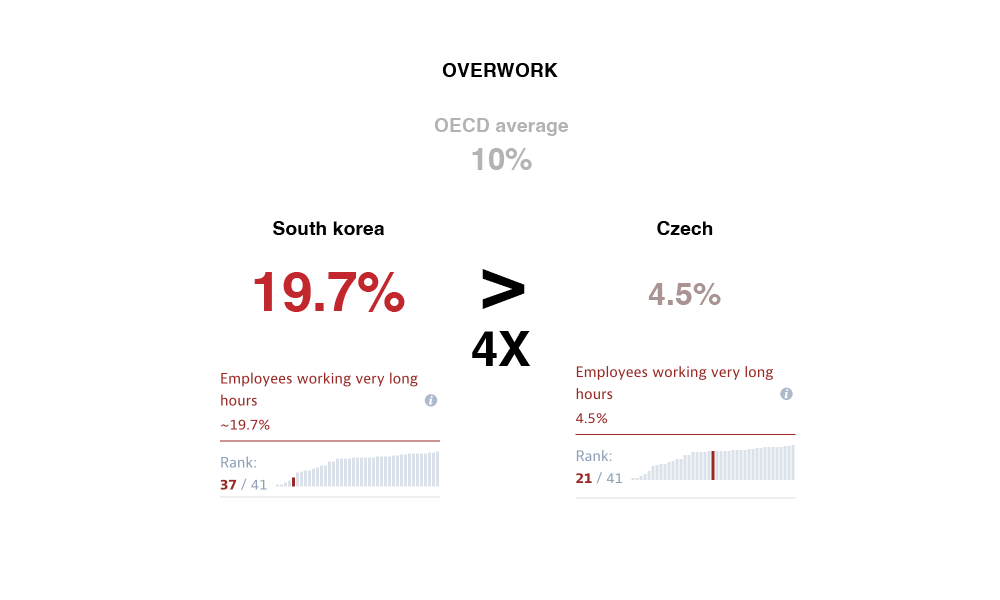 OVERWORK
OECD average
10%
South korea
Czech
19.7%
>
4X
4.5%
Employees working very long
hours
i
~19.7%
Rank:
37 / 41
Employees working very long
hours
i
4.5%
Rank:
21 / 41